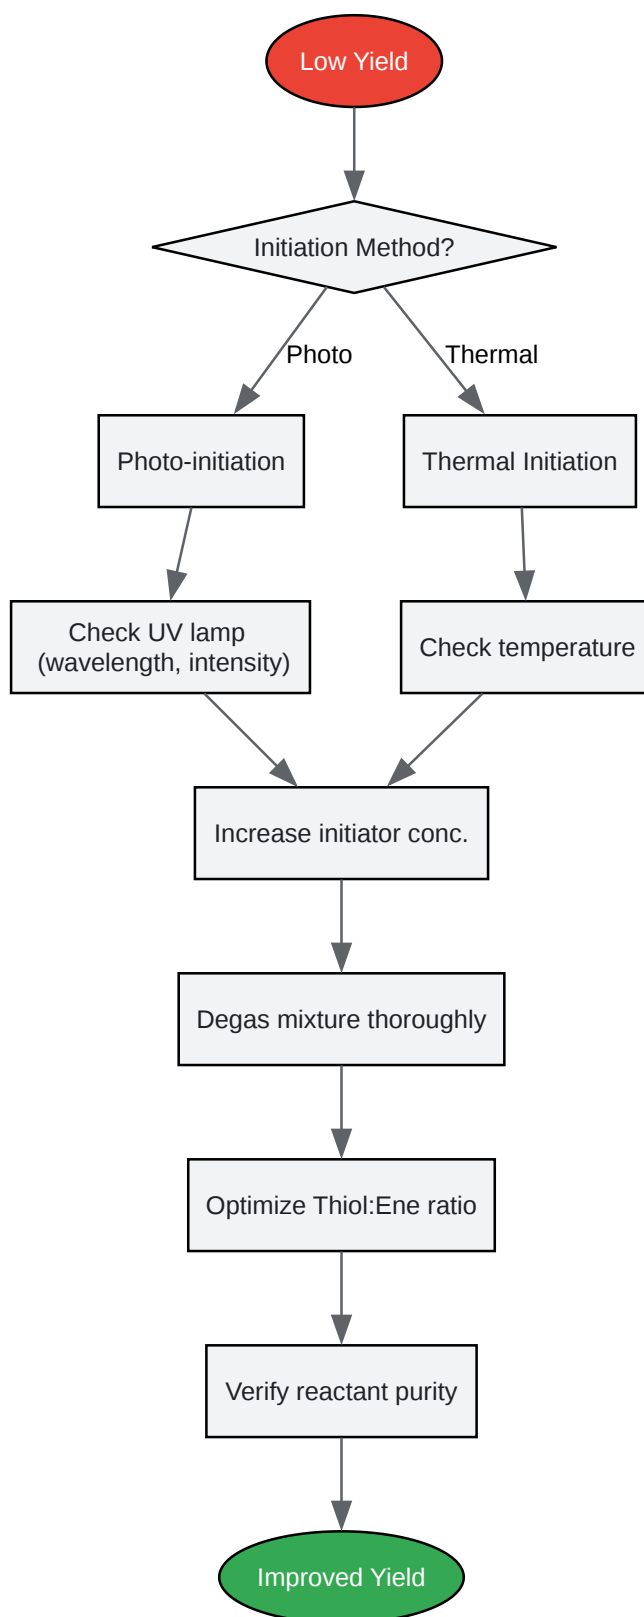 Low Yield
Initiation Method?
Photo
Thermal
Photo-initiation
Thermal Initiation
Check UV lamp
(wavelength, intensity)
Check temperature
Increase initiator conc.
Degas mixture thoroughly
Optimize Thiol:Ene ratio
Verify reactant purity
Improved Yield